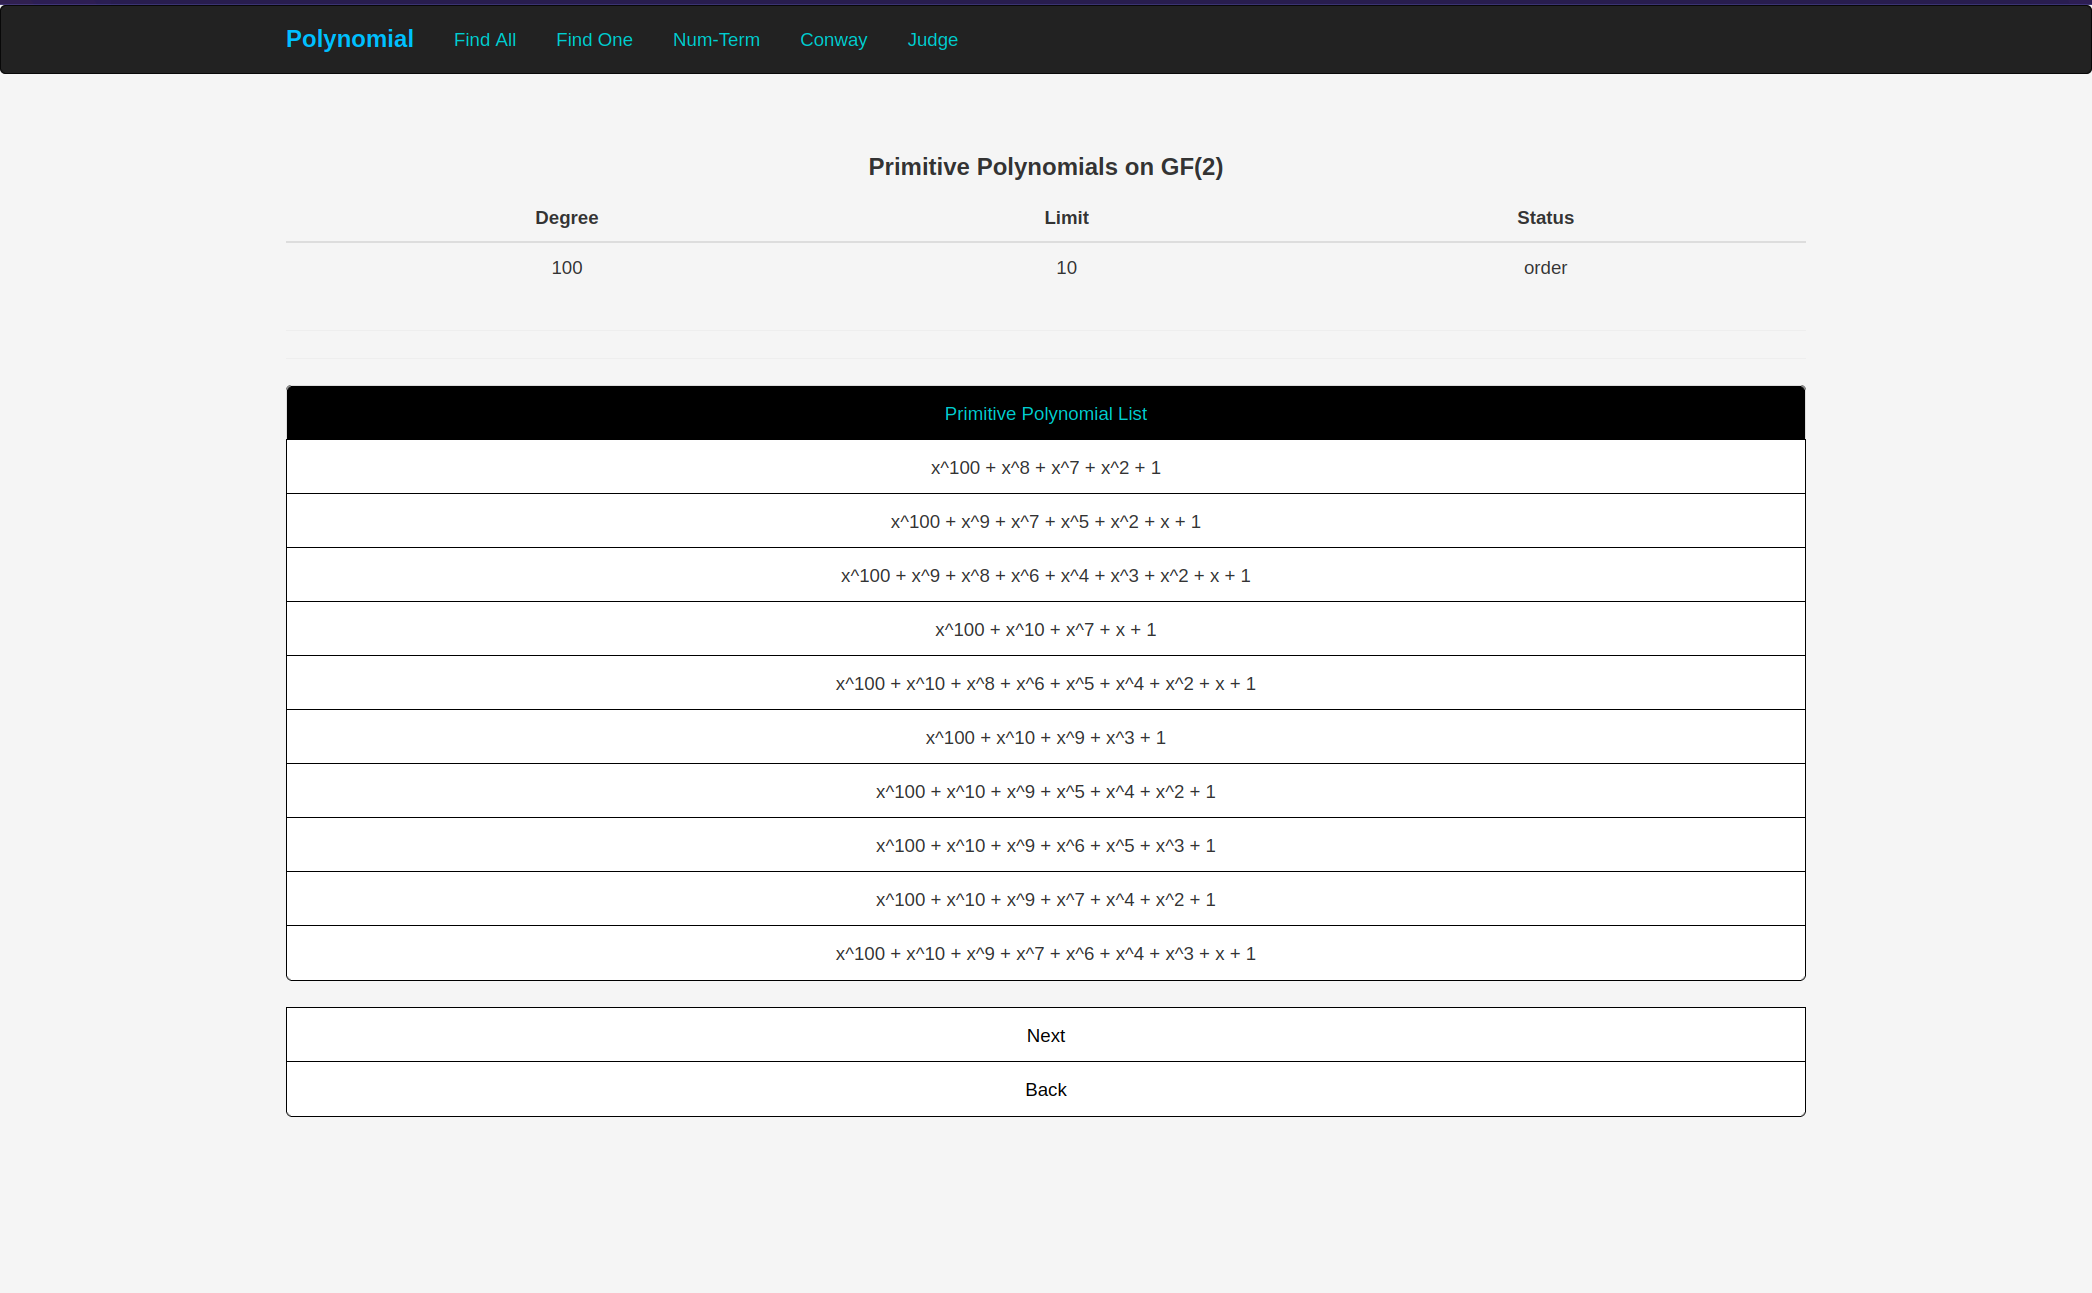 Polynomial Find All Find One Num-Term Conway Judge
Primitive Polynomials on GF(2)
Degree Limit Status
100 10 order
Primitive Polynomial List
x^100 + x^8 + x^7 + x^2 + 1
x^100 + x^9 + x^7 + x^5 + x^2 + x + 1
x^100 + x^9 + x^8 + x^6 + x^4 + x^3 + x^2 + x + 1
x^100 + x^10 + x^7 + x + 1
x^100 + x^10 + x^8 + x^6 + x^5 + x^4 + x^2 + x + 1
x^100 + x^10 + x^9 + x^3 + 1
x^100 + x^10 + x^9 + x^5 + x^4 + x^2 + 1
x^100 + x^10 + x^9 + x^6 + x^5 + x^3 + 1
x^100 + x^10 + x^9 + x^7 + x^4 + x^2 + 1
x^100 + x^10 + x^9 + x^7 + x^6 + x^4 + x^3 + x + 1
Next
Back